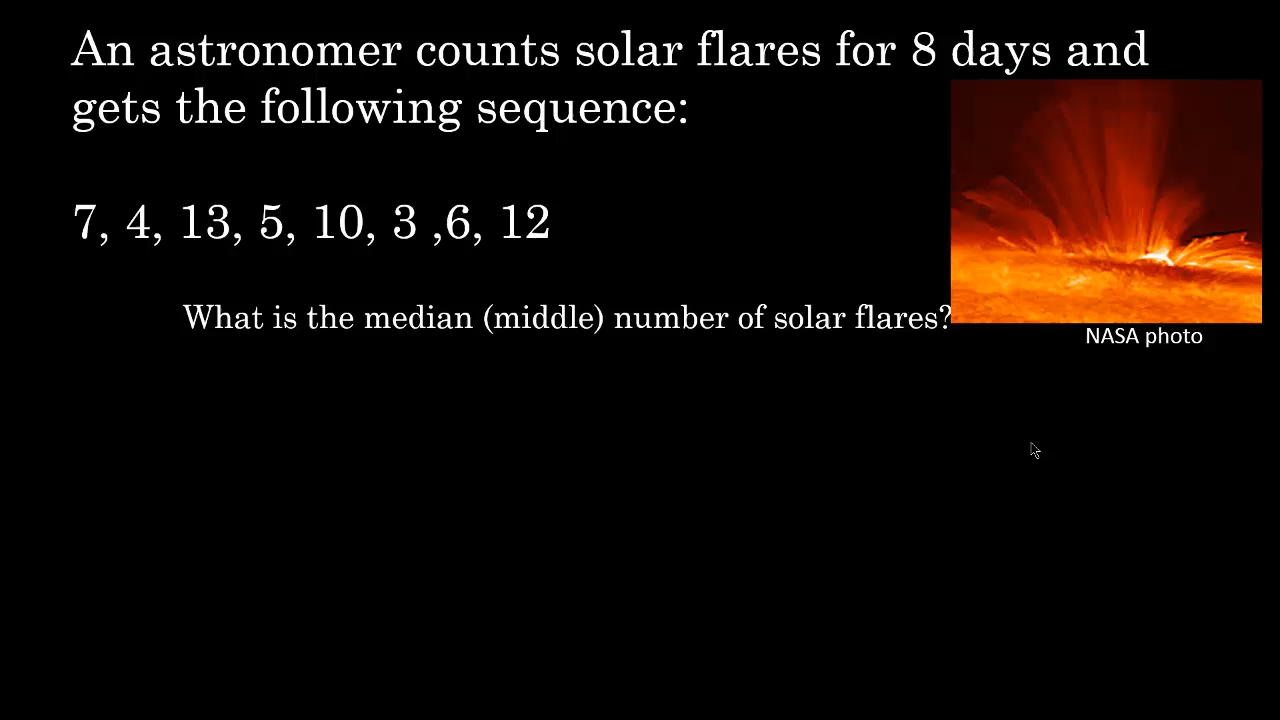 An astronomer counts solar flares for 8 days and
gets the following sequence:
7, 4, 13, 5, 10, 3 ,6, 12
What is the median (middle) number of solar flares?
NASA photo